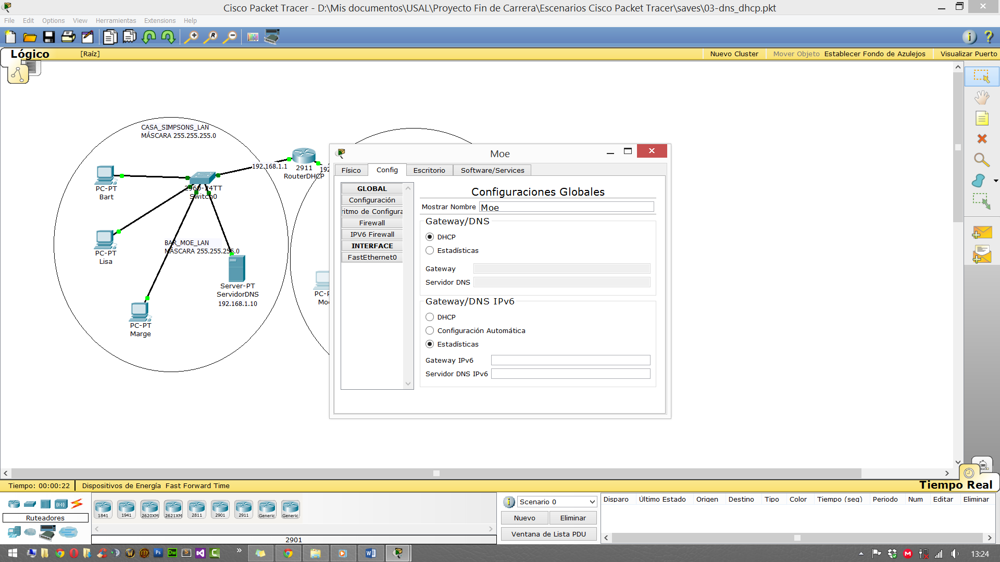 Cisco Packet Tracer - D:\Mis documentos\USAL\Proyecto Fin de Carrera\Escenarios Cisco Packet Tracer\saves\03-dns_dhcp.pkt
File Edit Options View Herramientas Extensions Help
Lógico [Raíz] Nuevo Cluster Mover Objeto Establecer Fondo de Azulejos Visualizar Puerto
CASA_SIMPSONS_LAN
MÁSCARA 255.255.255.0
PC-PT
Bart
2960-24TT
Switch0
192.168.1.1
2911
RouterDHCP
192
PC-PT
Lisa
BAR_MOE_LAN
MÁSCARA 255.255.255.0
Server-PT
ServidorDNS
192.168.1.10
PC-PT
Marge
PC-P
Moe
Moe
Físico Config Escritorio Software/Services
GLOBAL
Configuración
ritmo de Configura
Firewall
IPV6 Firewall
INTERFACE
FastEthernet0
Configuraciones Globales
Mostrar Nombre Moe
Gateway/DNS
DHCP
Estadísticas
Gateway
Servidor DNS
Gateway/DNS IPv6
DHCP
Configuración Automática
Estadísticas
Gateway IPv6
Servidor DNS IPv6
Tiempo: 00:00:22 Dispositivos de Energía Fast Forward Time
Tiempo Real
Ruteadores
1841 1941 2620XM 2621XM 2811 2901 2911 Generic Generic
2901
Scenario 0
Nuevo Eliminar
Ventana de Lista PDU
Disparo Último Estado Origen Destino Tipo Color Tiempo (seg) Periodo Num Editar Eliminar
13:24